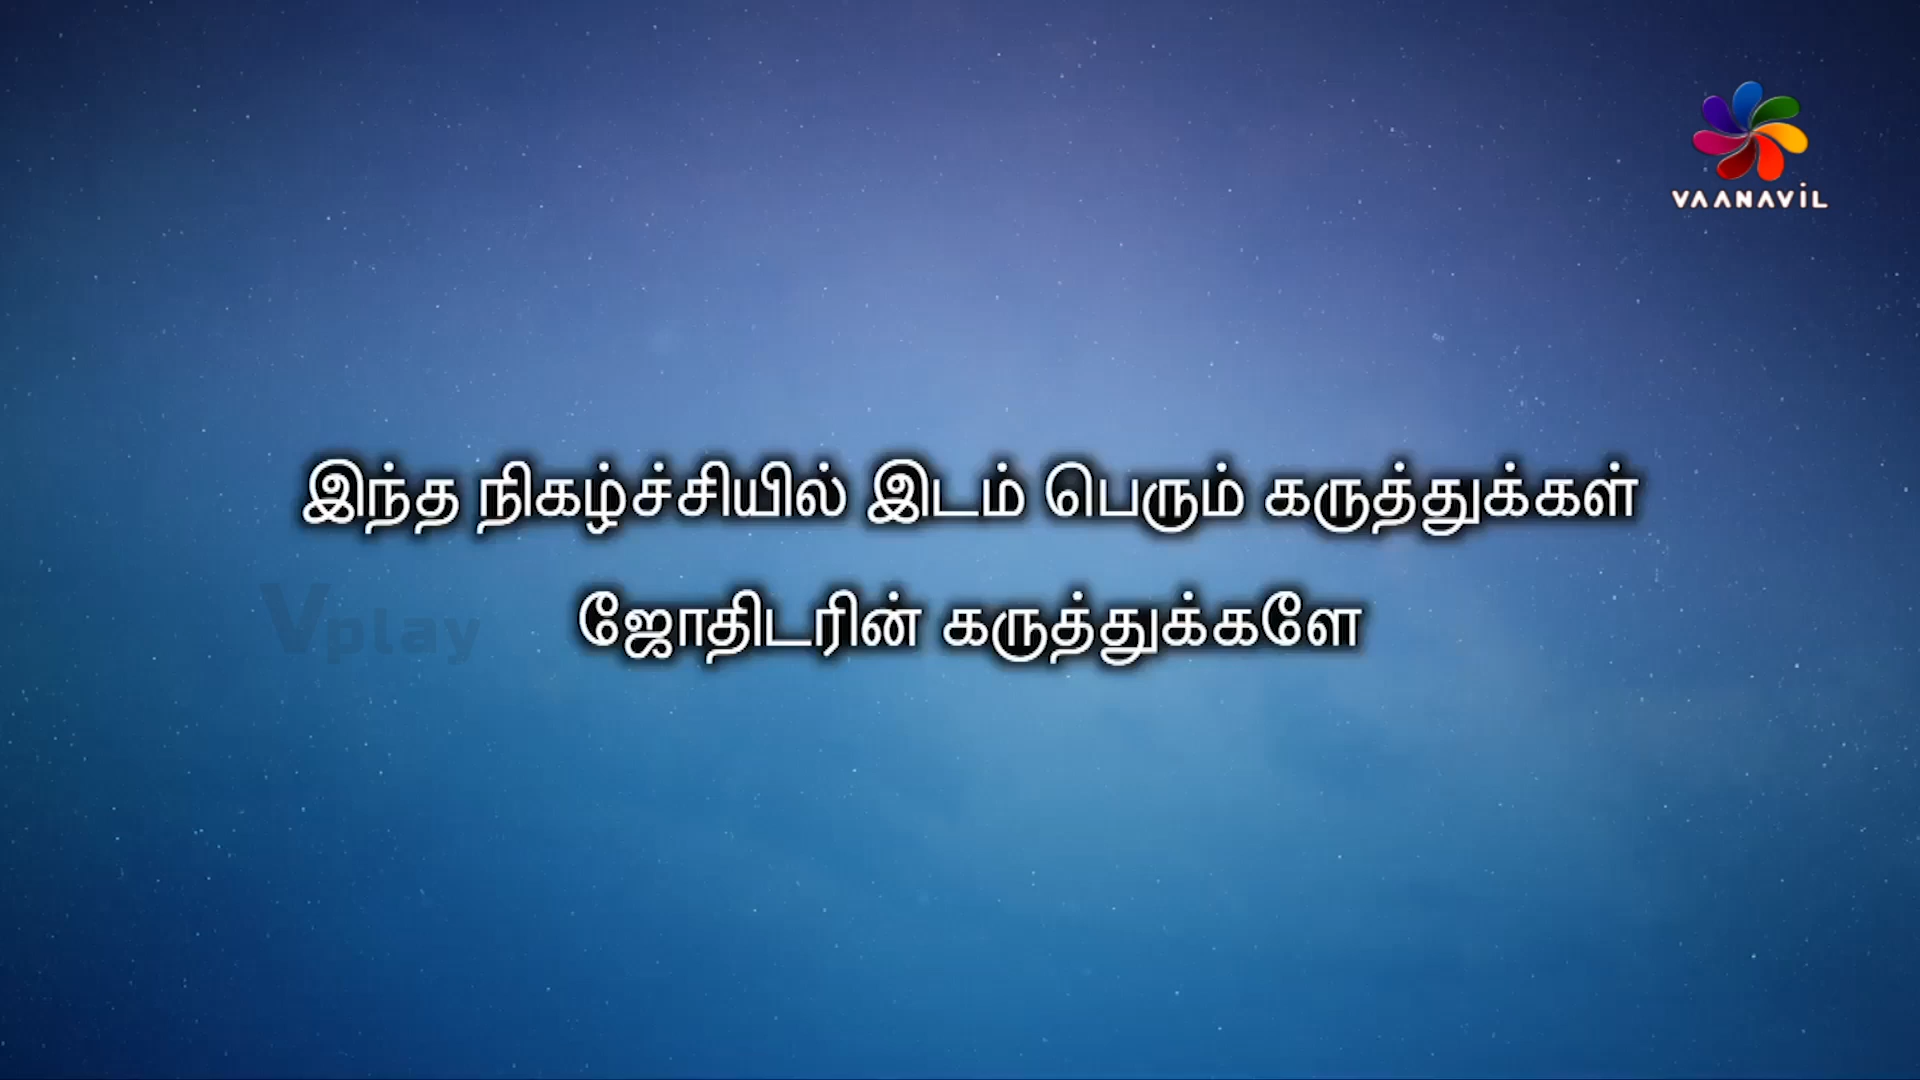 VAANAVIL
இந்த நிகழ்ச்சியில் இடம் பெரும் கருத்துக்கள்
Vplay
ஜோதிடரின் கருத்துக்களே